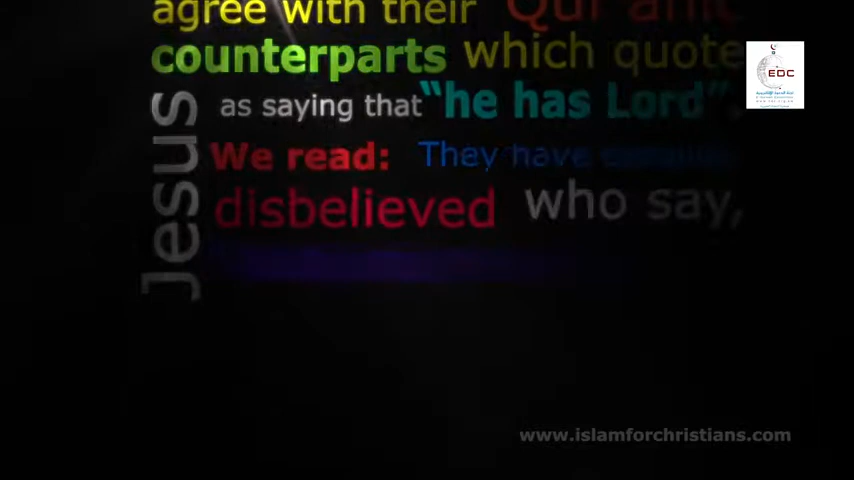 agree with their Qur'anic
counterparts which quote
Jesus
as saying that "he has Lord".
We read: They have
disbelieved who say,
EDC
www.islamforchristians.com